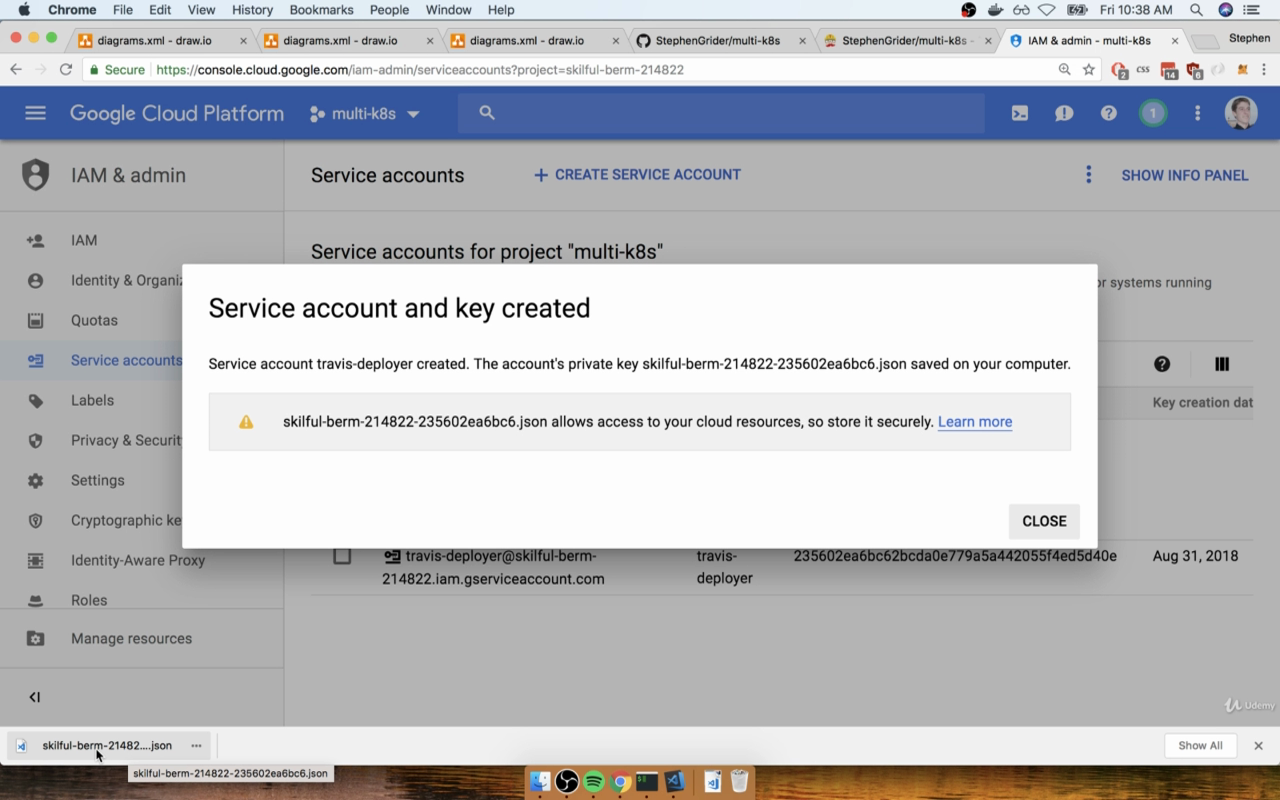 Chrome File Edit View History Bookmarks People Window Help Fri 10:38 AM
diagrams.xml - draw.io diagrams.xml - draw.io diagrams.xml - draw.io StephenGrider/multi-k8s StephenGrider/multi-k8s - IAM & admin - multi-k8s Stephen
Secure https://console.cloud.google.com/iam-admin/serviceaccounts?project=skilful-berm-214822 2 CSS 14 6
Google Cloud Platform multi-k8s 1
IAM & admin Service accounts CREATE SERVICE ACCOUNT SHOW INFO PANEL
IAM
Service accounts for project "multi-k8s"
Identity & Organiz or systems running
Service account and key created
Quotas
Service accounts
Service account travis-deployer created. The account's private key skilful-berm-214822-235602ea6bc6.json saved on your computer.
Labels Key creation dat
skilful-berm-214822-235602ea6bc6.json allows access to your cloud resources, so store it securely. Learn more
Privacy & Securit
Settings
Cryptographic ke
CLOSE
Identity-Aware Proxy
travis-deployer@skilful-berm- travis- 235602ea6bc62bcda0e779a5a442055f4ed5d40e Aug 31, 2018
214822.iam.gserviceaccount.com deployer
Roles
Manage resources
Udemy
skilful-berm-21482....json Show All
skilful-berm-214822-235602ea6bc6.json